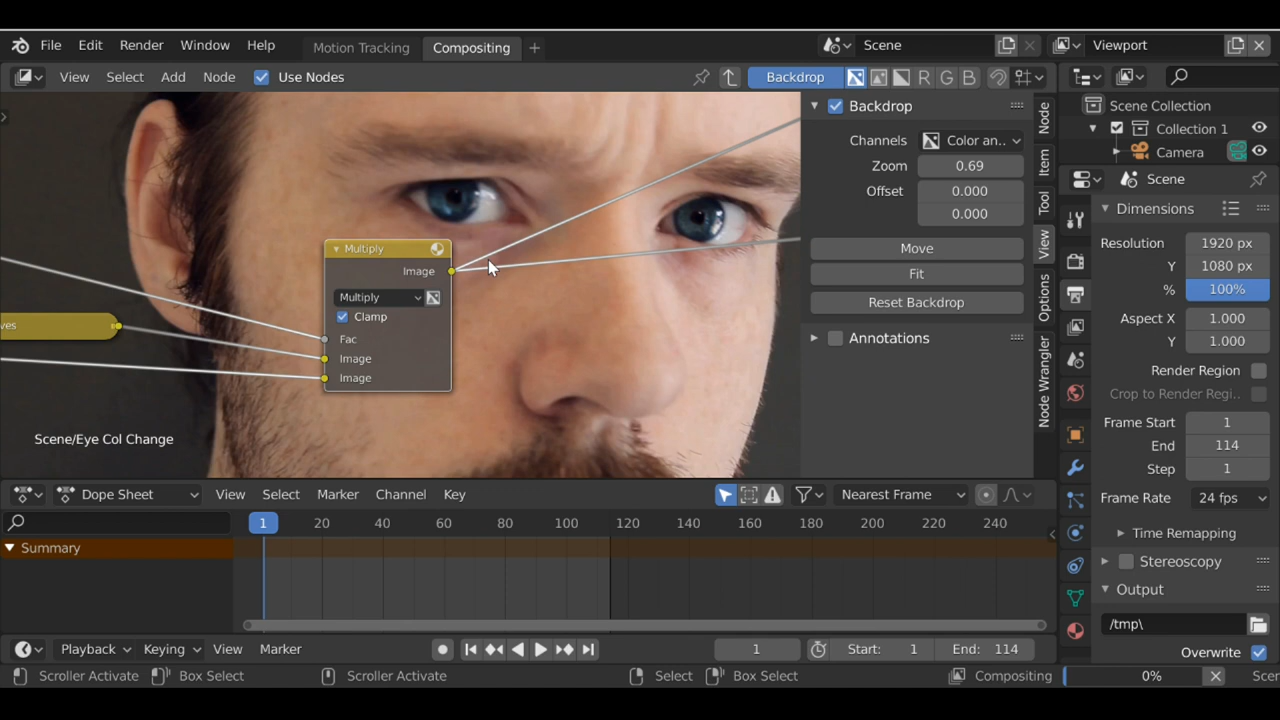 File Edit Render Window Help Motion Tracking Compositing Scene Viewport
View Select Add Node Use Nodes Backdrop R G B
Backdrop
Channels Color an..
Zoom 0.69
Offset 0.000
0.000
Move
Fit
Reset Backdrop
Annotations
Node
Item
Tool
View
Options
Node Wrangler
Multiply
Image
Multiply
Clamp
Fac
Image
Image
ves
Scene/Eye Col Change
Scene Collection
Collection 1
Camera
Scene
Dimensions
Resolution 1920 px
Y 1080 px
% 100%
Aspect X 1.000
Y 1.000
Render Region
Crop to Render Regi..
Frame Start 1
End 114
Step 1
Frame Rate 24 fps
Time Remapping
Stereoscopy
Output
/tmp\
Overwrite
Dope Sheet View Select Marker Channel Key Nearest Frame
1 20 40 60 80 100 120 140 160 180 200 220 240
Summary
Playback Keying View Marker 1 Start: 1 End: 114
Scroller Activate Box Select Scroller Activate Select Box Select Compositing 0% Scer